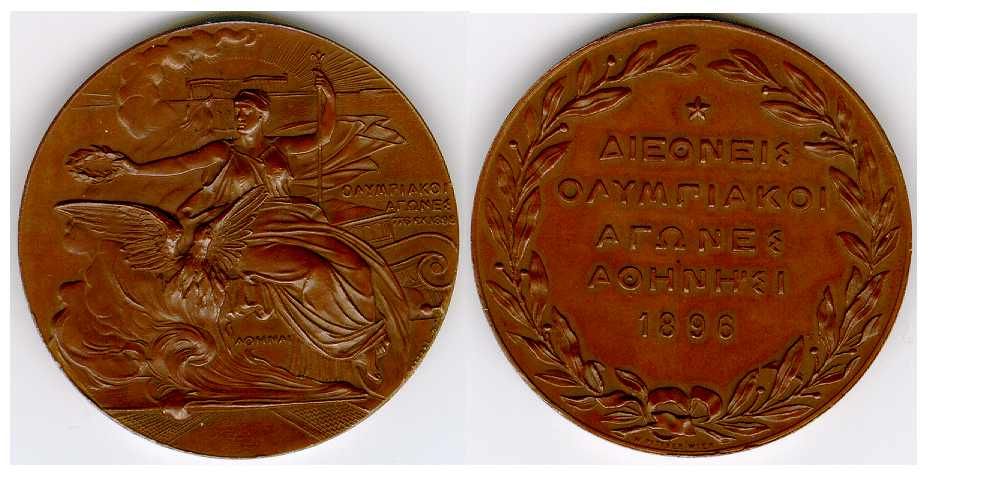 ΟΛΥΜΠΙΑΚΟΙ
ΑΓΩΝΕΣ
ΑΘΗΝΑΙ
ΔΙΕΘΝΕΙς
ΟΛΥΜΠΙΑΚΟΙ
ΑΓΩΝΕς
ΑΘΗΝΗςΙ
1896